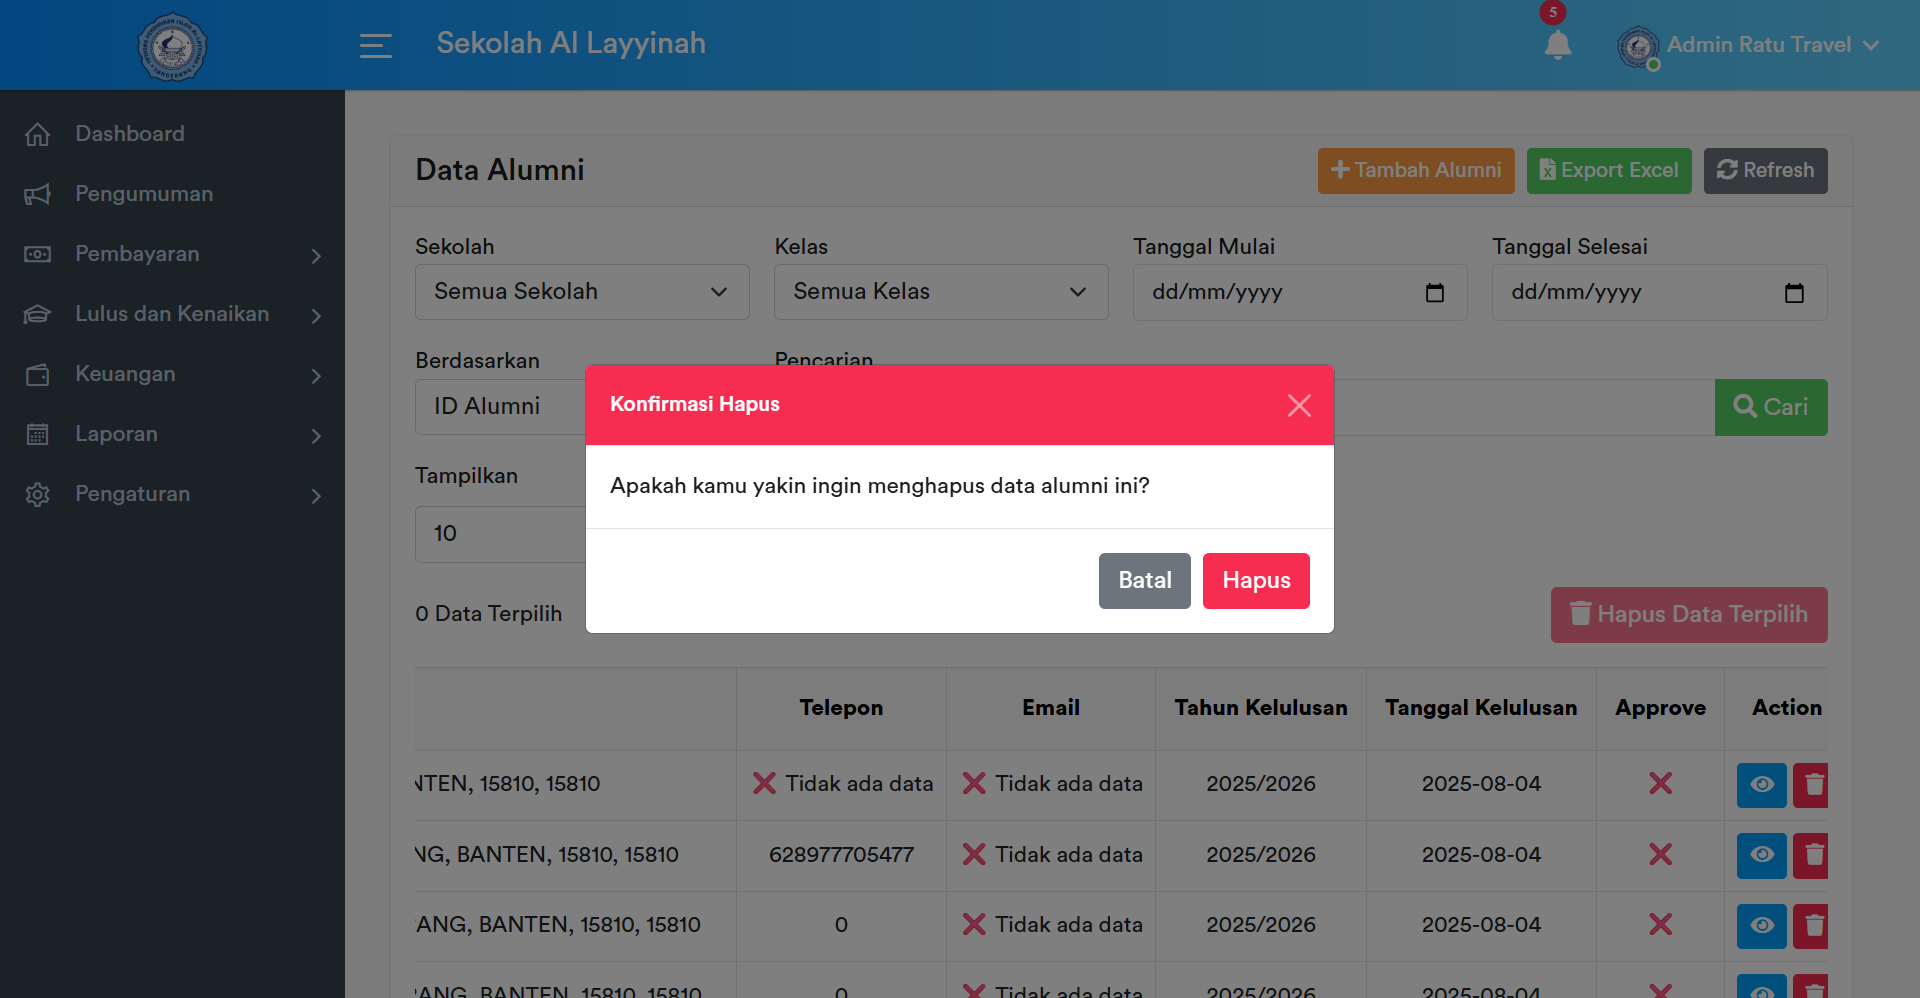 Sekolah Al Layyinah
5
Admin Ratu Travel
Dashboard
Pengumuman
Pembayaran
Lulus dan Kenaikan
Keuangan
Laporan
Pengaturan
Data Alumni
Tambah Alumni
Export Excel
Refresh
Sekolah
Kelas
Tanggal Mulai
Tanggal Selesai
Semua Sekolah
Semua Kelas
dd/mm/yyyy
dd/mm/yyyy
Berdasarkan
Pencarian
ID Alumni
Cari
Tampilkan
10
Konfirmasi Hapus
Apakah kamu yakin ingin menghapus data alumni ini?
Batal
Hapus
0 Data Terpilih
Hapus Data Terpilih
Telepon Email Tahun Kelulusan Tanggal Kelulusan Approve Action
NTEN, 15810, 15810 Tidak ada data Tidak ada data 2025/2026 2025-08-04
NG, BANTEN, 15810, 15810 628977705477 Tidak ada data 2025/2026 2025-08-04
ANG, BANTEN, 15810, 15810 0 Tidak ada data 2025/2026 2025-08-04
PANG, BANTEN, 15810, 15810 0 Tidak ada data 2025/2026 2025-08-04